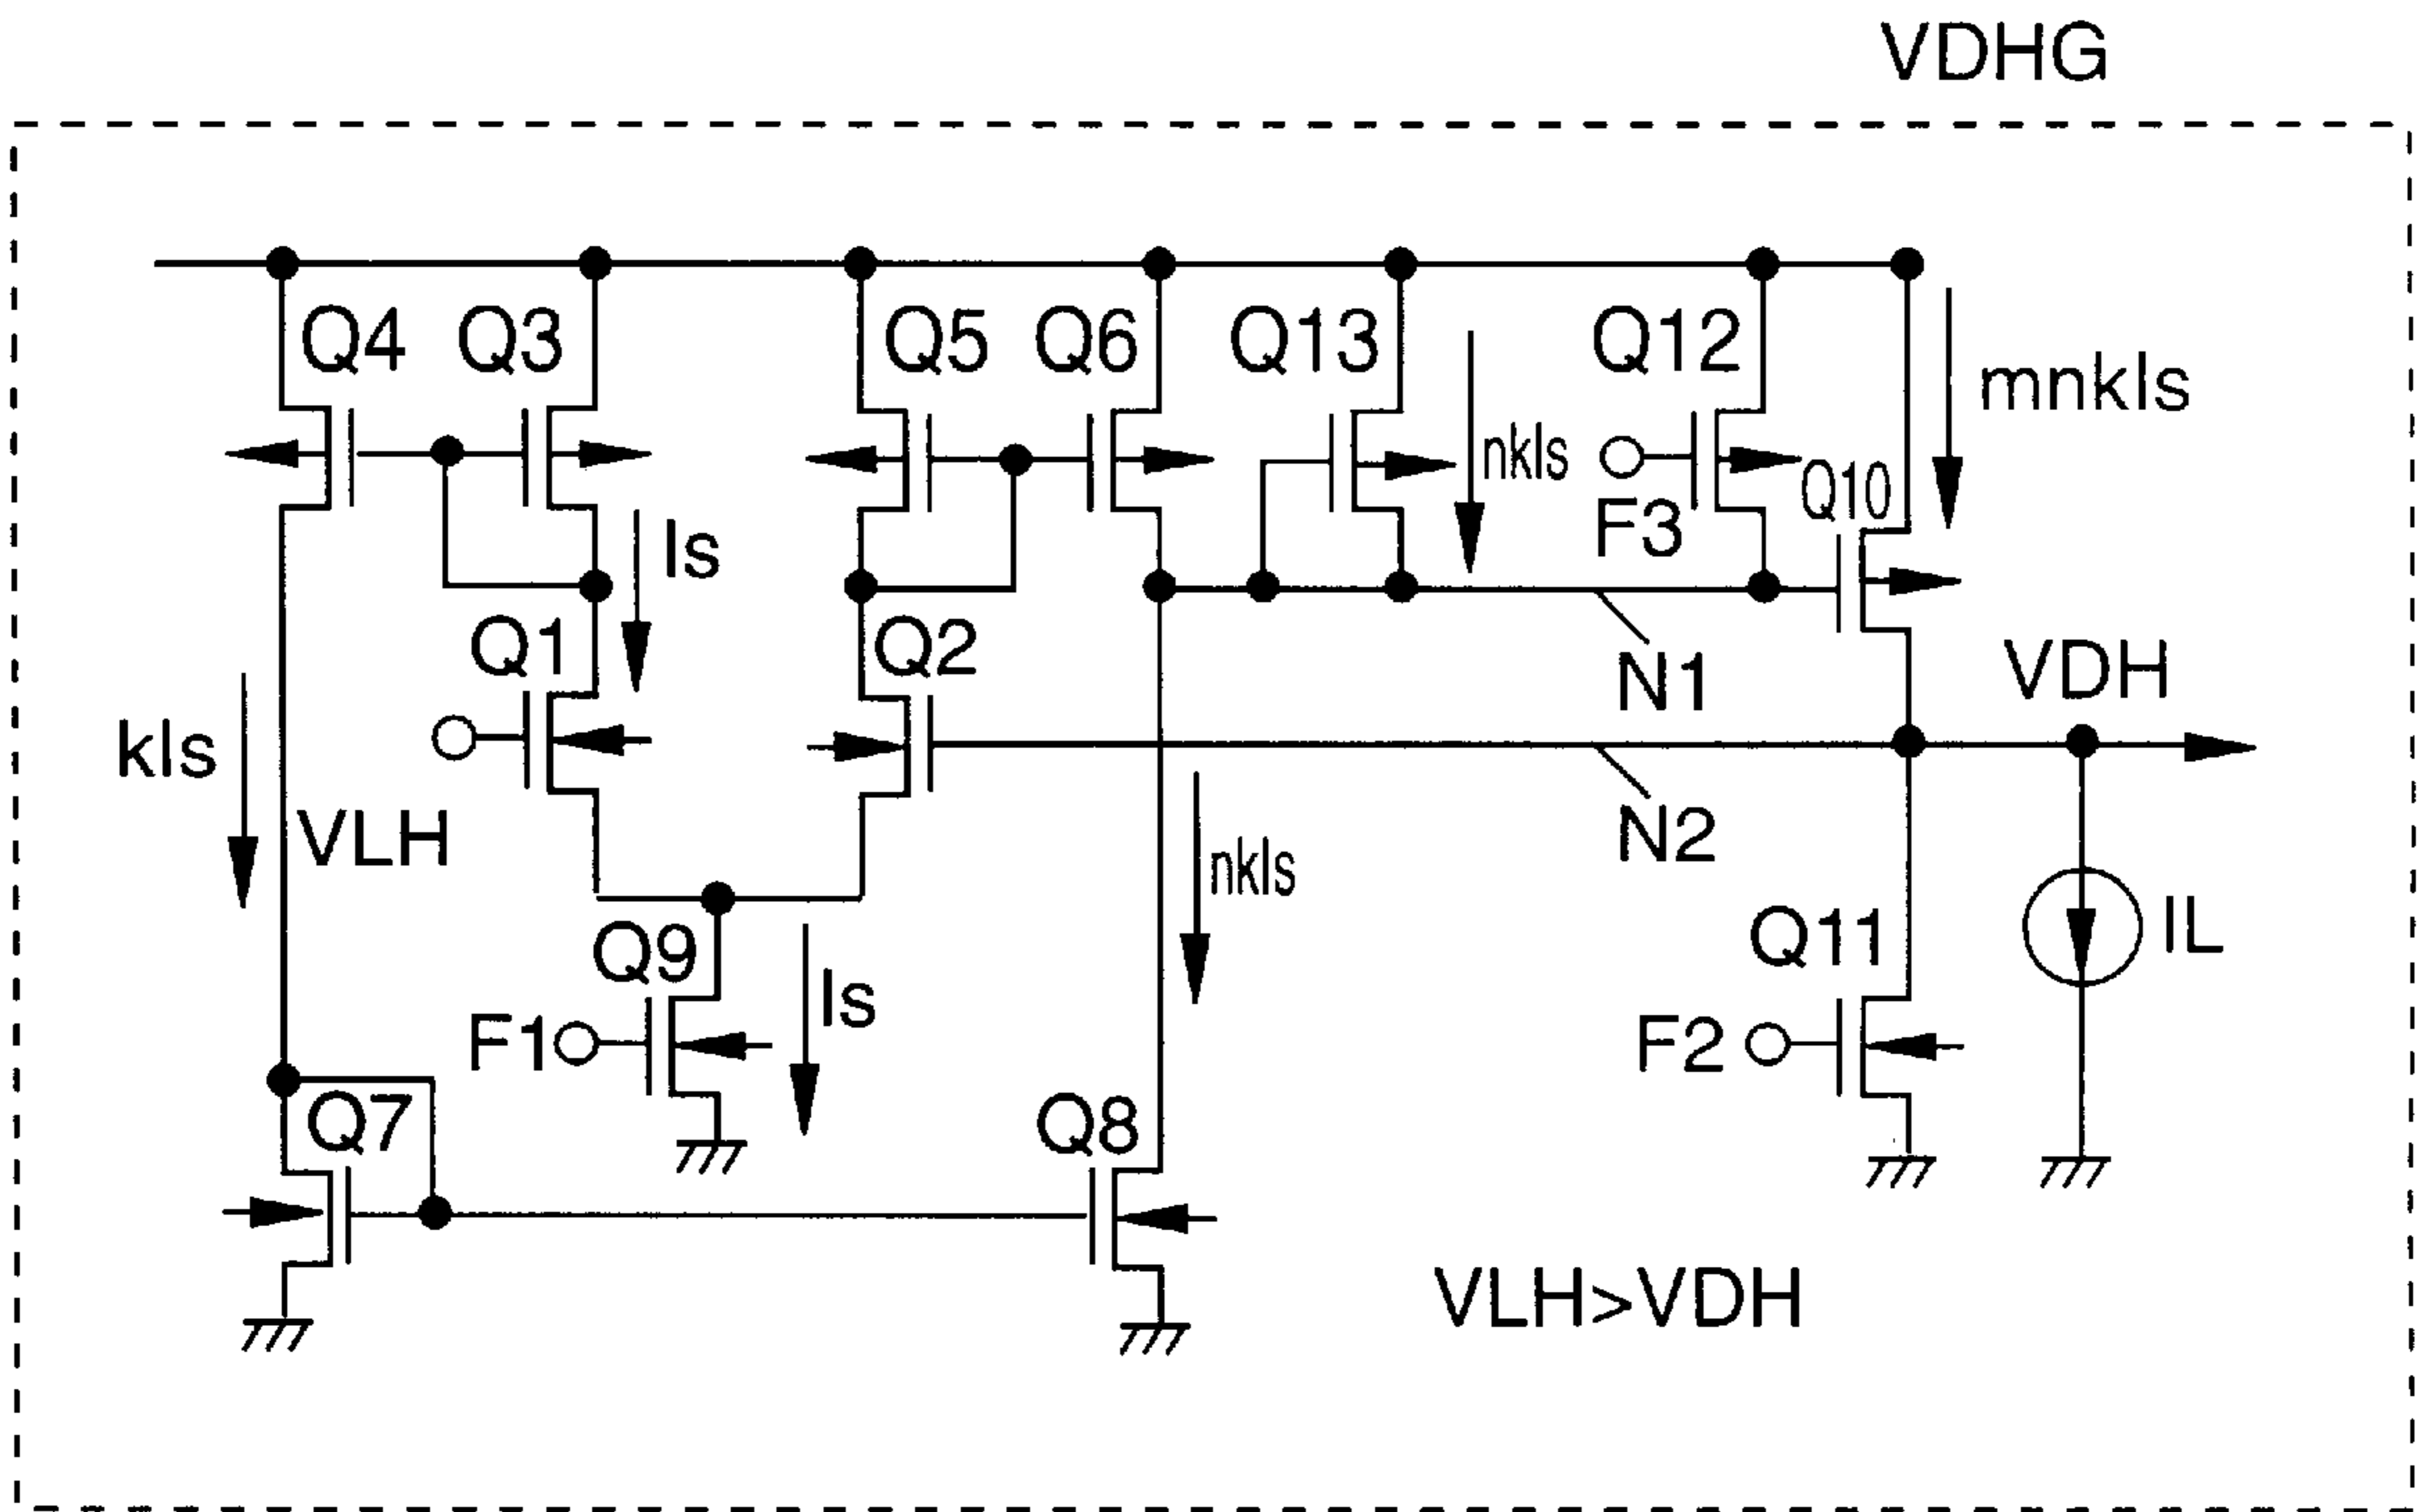 VDHG
Q4
Q3
Q5
Q6
Q13
Q12
mnkIs
nkIs
Q10
F3
Is
Q1
Q2
N1
VDH
kIs
VLH
N2
nkIs
Q9
Is
Q11
IL
F1
F2
Q7
Q8
VLH>VDH